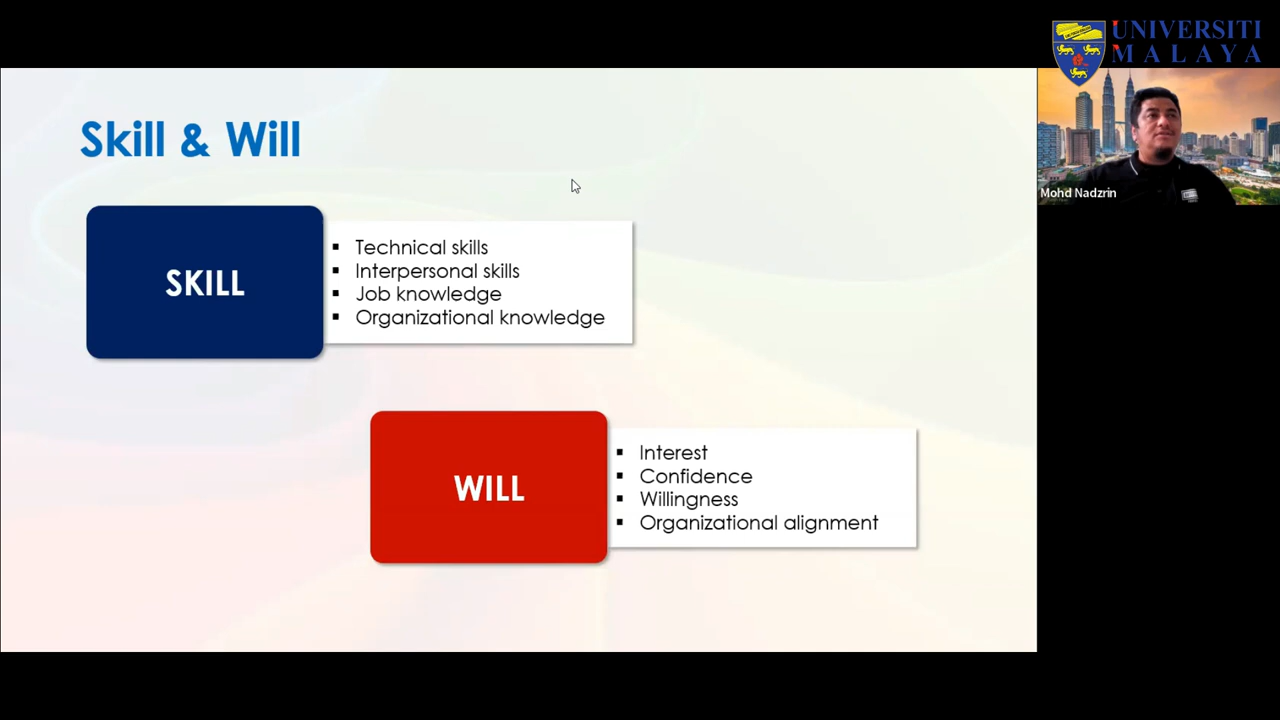 UNIVERSITI
MALAYA
Skill & Will
SKILL
▪ Technical skills
▪ Interpersonal skills
▪ Job knowledge
▪ Organizational knowledge
WILL
▪ Interest
▪ Confidence
▪ Willingness
▪ Organizational alignment
Mohd Nadzrin